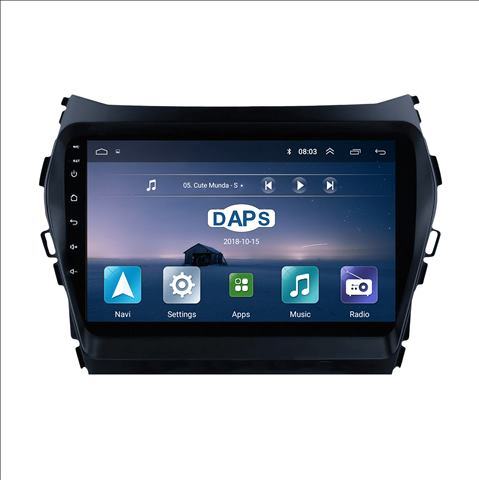 08:03
05. Cute Munda - S
DAPS
2018-10-15
Navi
Settings
Apps
Music
Radio